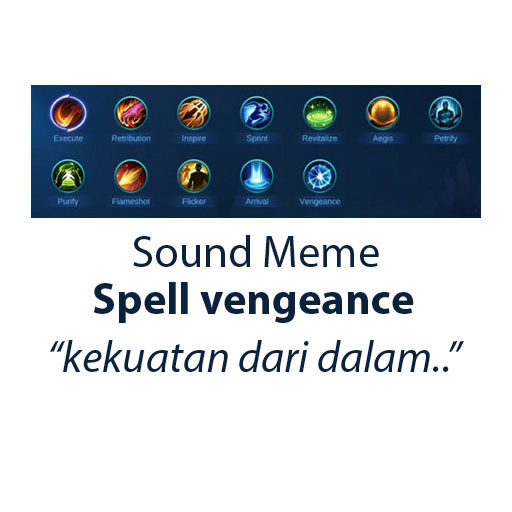 Execute Retribution Inspire Sprint Revitalize Aegis Petrify
Purify Flameshot Flicker Arrival Vengeance
Sound Meme
Spell vengeance
“kekuatan dari dalam..”